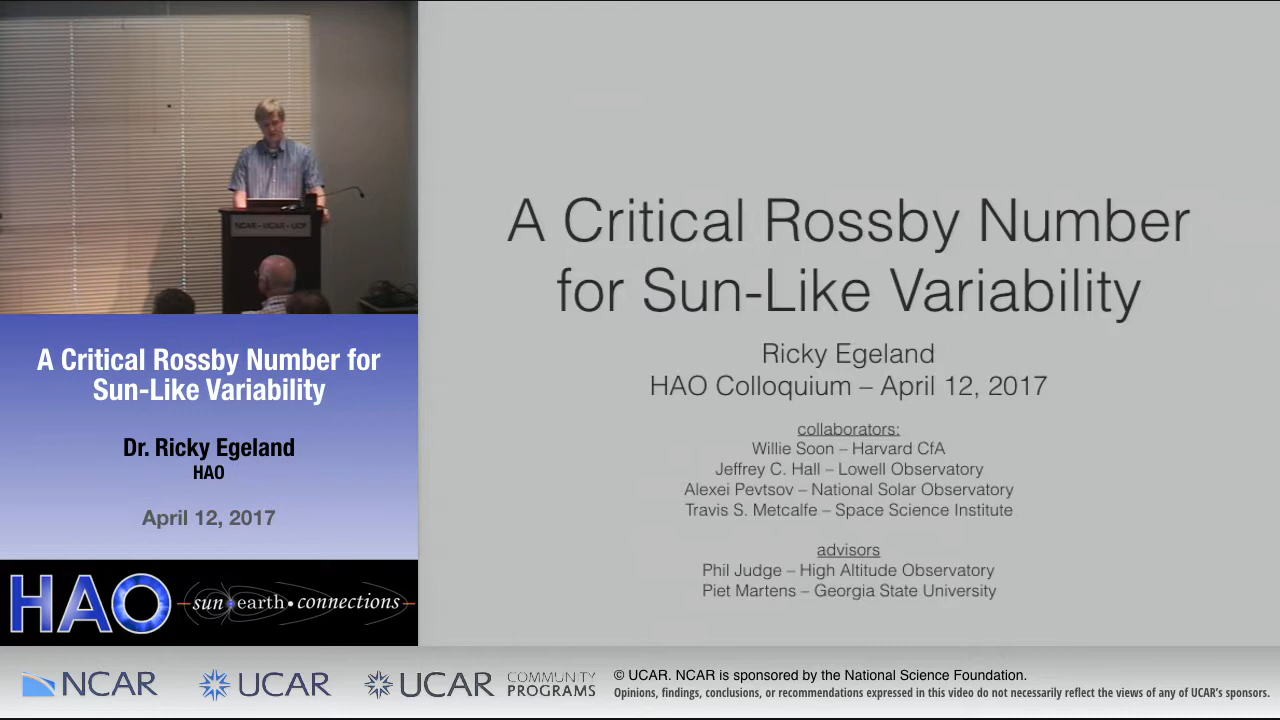 NCAR • UCAR • UCP
A Critical Rossby Number for
Sun-Like Variability
Dr. Ricky Egeland
HAO
April 12, 2017
HAO
sun earth connections
A Critical Rossby Number
for Sun-Like Variability
Ricky Egeland
HAO Colloquium – April 12, 2017
collaborators:
Willie Soon – Harvard CfA
Jeffrey C. Hall – Lowell Observatory
Alexei Pevtsov – National Solar Observatory
Travis S. Metcalfe – Space Science Institute
advisors
Phil Judge – High Altitude Observatory
Piet Martens – Georgia State University
NCAR
UCAR
UCAR
COMMUNITY
PROGRAMS
© UCAR. NCAR is sponsored by the National Science Foundation.
Opinions, findings, conclusions, or recommendations expressed in this video do not necessarily reflect the views of any of UCAR's sponsors.